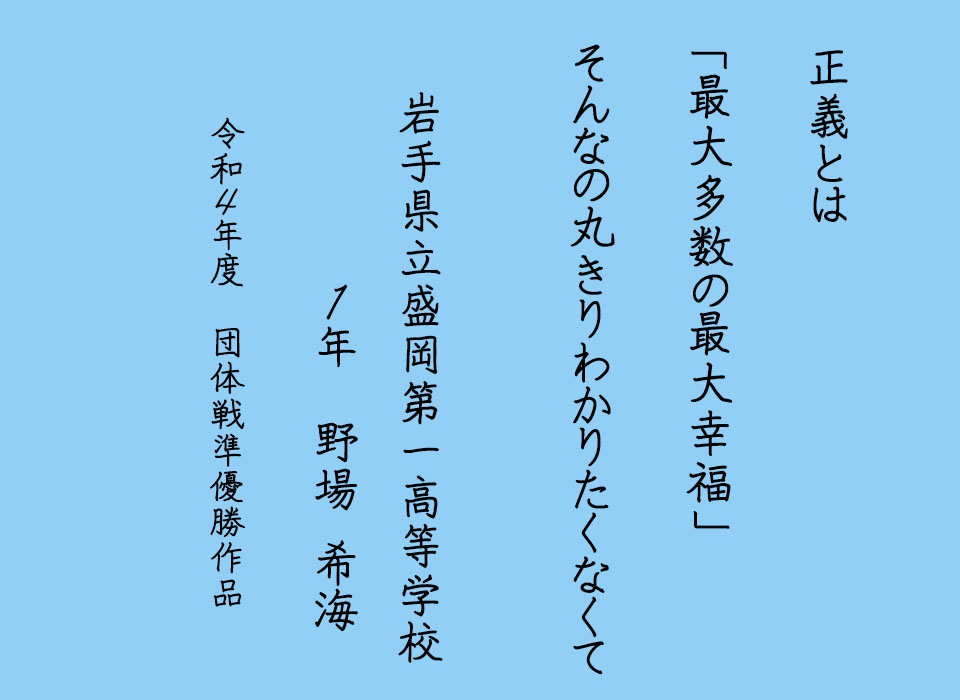 正義とは
「最大多数の最大幸福」
そんなの丸きりわかりたくなくて
岩手県立盛岡第一高等学校
1年　野場 希海
令和4年度　団体戦準優勝作品